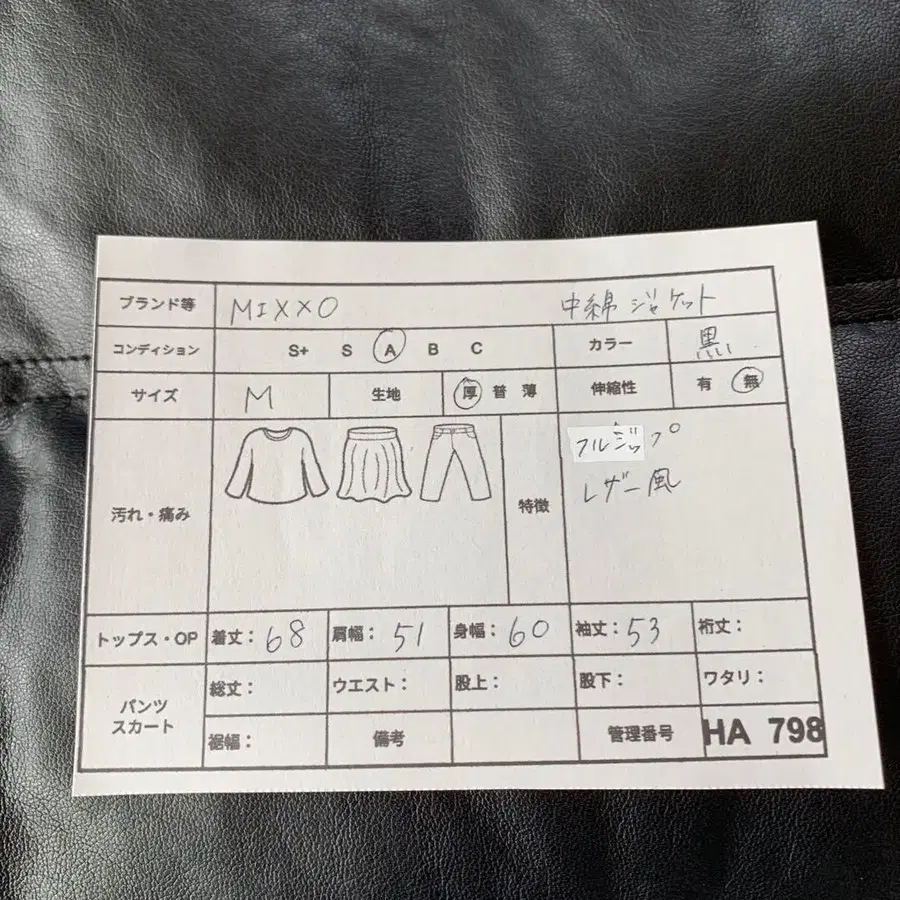 ブランド等 MIXXO 中綿ジャケット
コンディション S+ S A B C カラー 黒
サイズ M 生地 厚 普 薄 伸縮性 有 無
汚れ・痛み 特徴 フルジップ
レザー風
トップス・OP 着丈: 68 肩幅: 51 身幅: 60 袖丈: 53 裄丈:
パンツ スカート 総丈: ウエスト: 股上: 股下: ワタリ:
裾幅: 備考 管理番号 HA 798